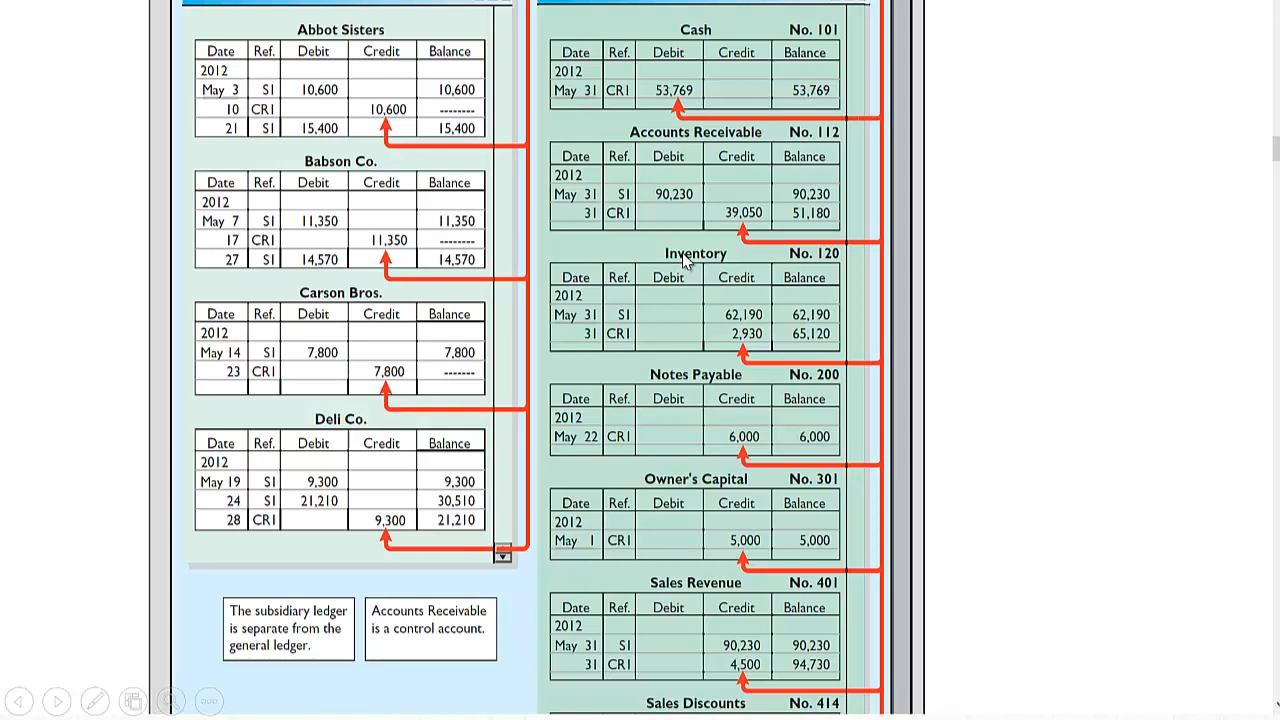 Abbot Sisters
Date Ref. Debit Credit Balance
2012
May 3 S1 10,600 10,600
10 CR1 10,600 --------
21 S1 15,400 15,400
Babson Co.
Date Ref. Debit Credit Balance
2012
May 7 S1 11,350 11,350
17 CR1 11,350 --------
27 S1 14,570 14,570
Carson Bros.
Date Ref. Debit Credit Balance
2012
May 14 S1 7,800 7,800
23 CR1 7,800 -------
Deli Co.
Date Ref. Debit Credit Balance
2012
May 19 S1 9,300 9,300
24 S1 21,210 30,510
28 CR1 9,300 21,210
The subsidiary ledger
is separate from the
general ledger.
Accounts Receivable
is a control account.
Cash No. 101
Date Ref. Debit Credit Balance
2012
May 31 CR1 53,769 53,769
Accounts Receivable No. 112
Date Ref. Debit Credit Balance
2012
May 31 S1 90,230 90,230
31 CR1 39,050 51,180
Inventory No. 120
Date Ref. Debit Credit Balance
2012
May 31 S1 62,190 62,190
31 CR1 2,930 65,120
Notes Payable No. 200
Date Ref. Debit Credit Balance
2012
May 22 CR1 6,000 6,000
Owner's Capital No. 301
Date Ref. Debit Credit Balance
2012
May 1 CR1 5,000 5,000
Sales Revenue No. 401
Date Ref. Debit Credit Balance
2012
May 31 S1 90,230 90,230
31 CR1 4,500 94,730
Sales Discounts No. 414